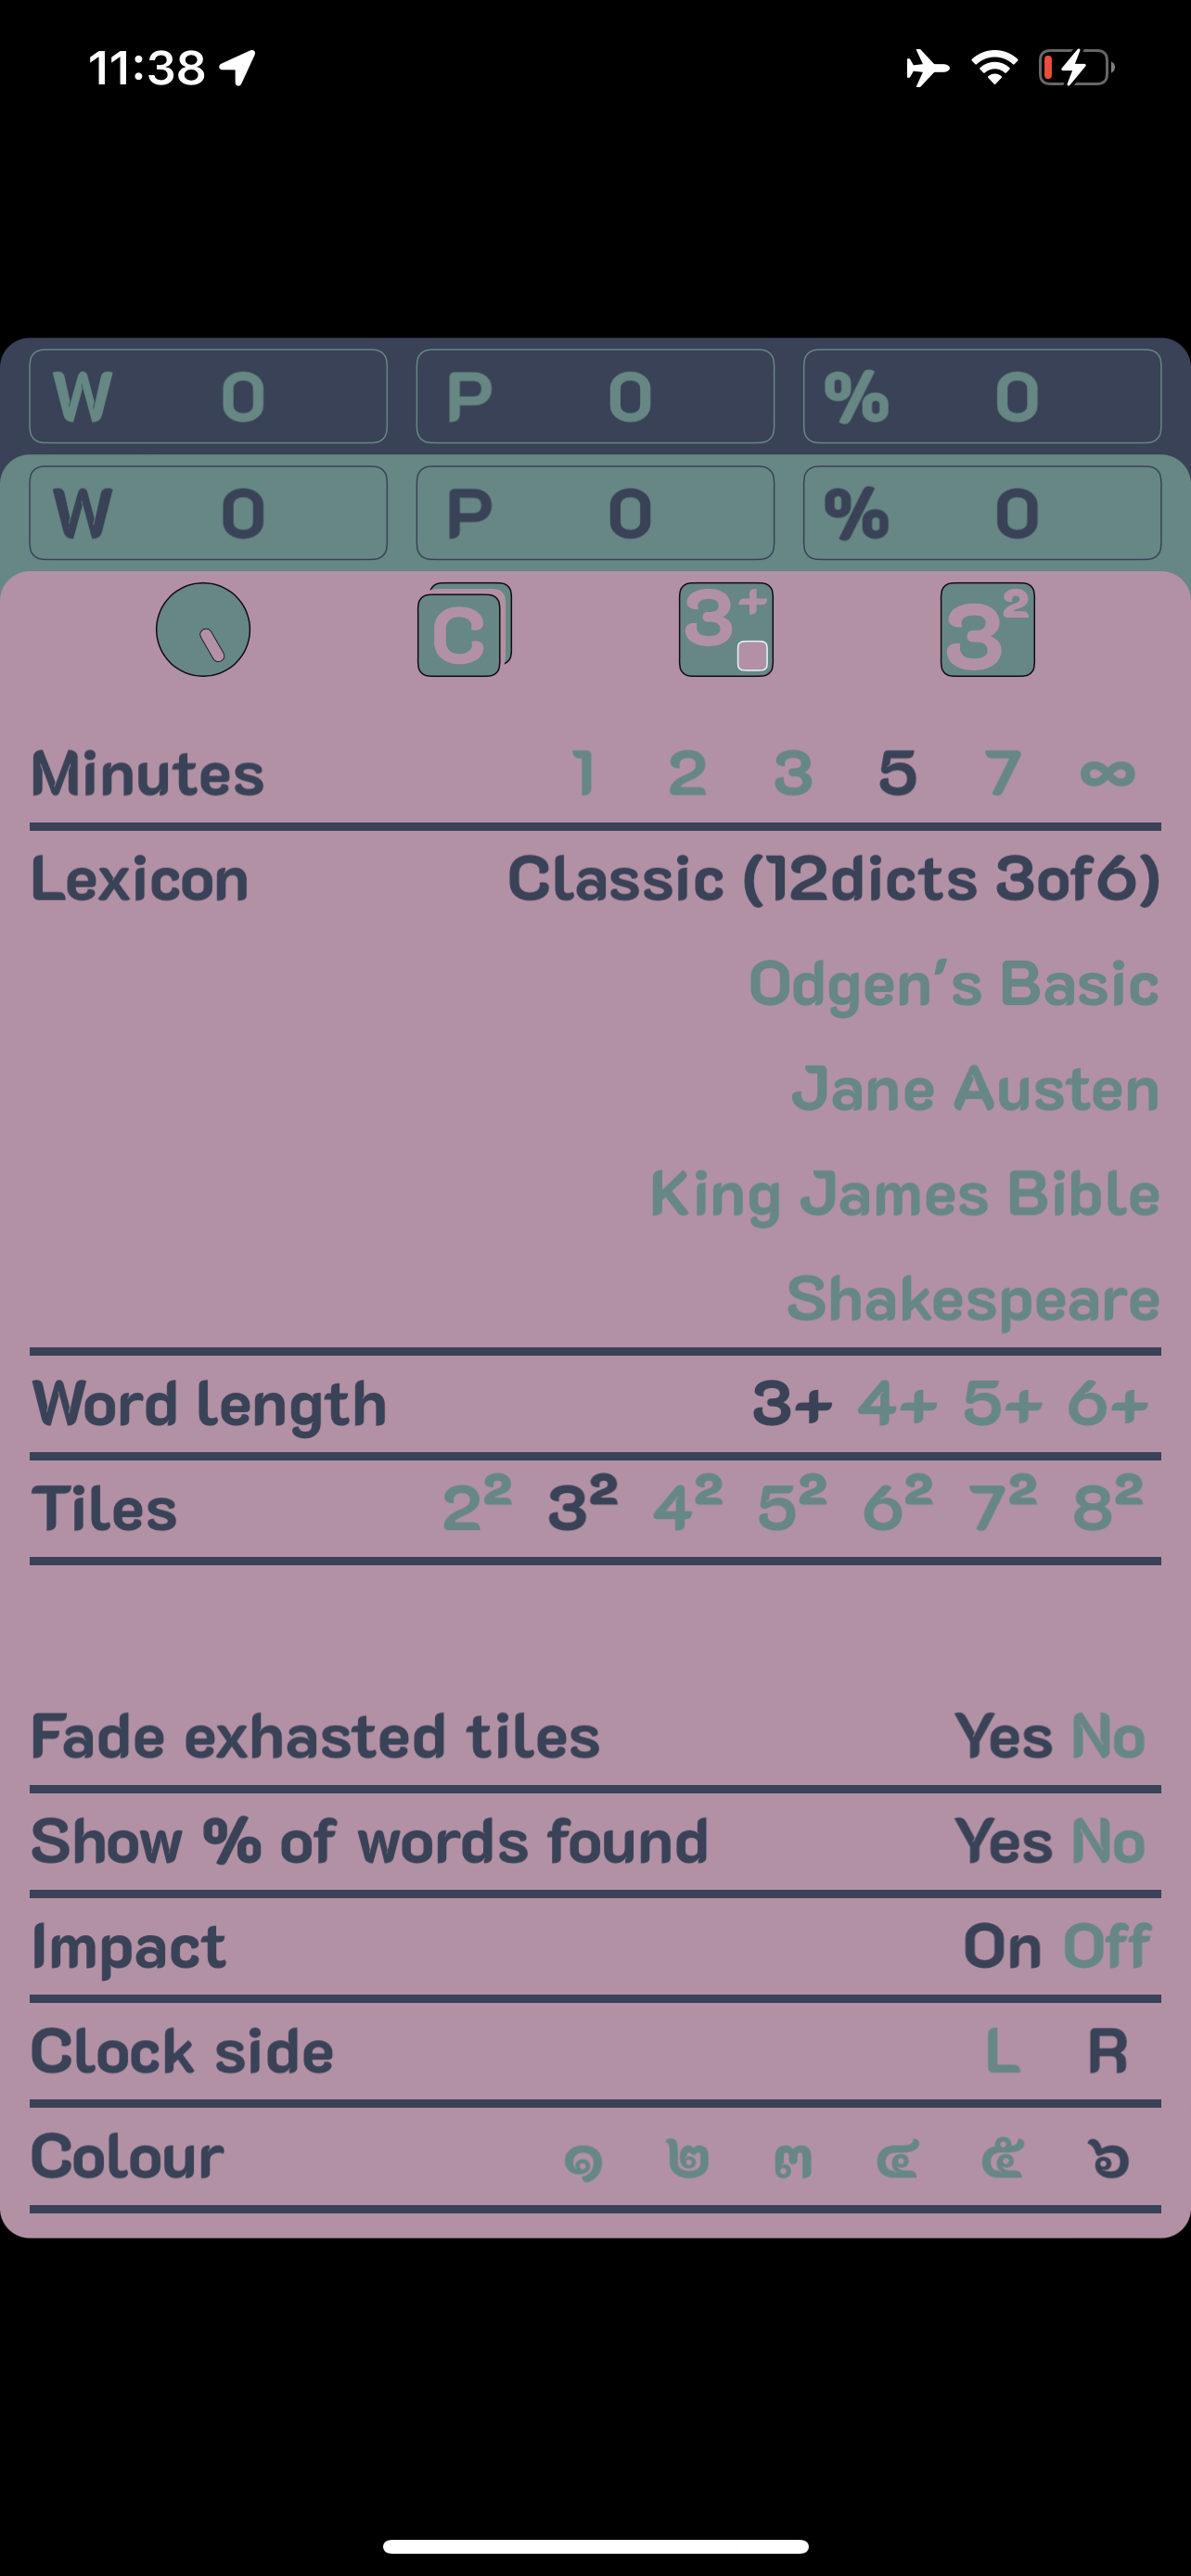 11:38
W 0 P 0 % 0
W 0 P 0 % 0
C 3+ 3²
Minutes 1 2 3 5 7 ∞
Lexicon Classic (12dicts 3of6)
Odgen's Basic
Jane Austen
King James Bible
Shakespeare
Word length 3+ 4+ 5+ 6+
Tiles 2² 3² 4² 5² 6² 7² 8²
Fade exhasted tiles Yes No
Show % of words found Yes No
Impact On Off
Clock side L R
Colour ๑ ๒ ๓ ๔ ๕ ๖